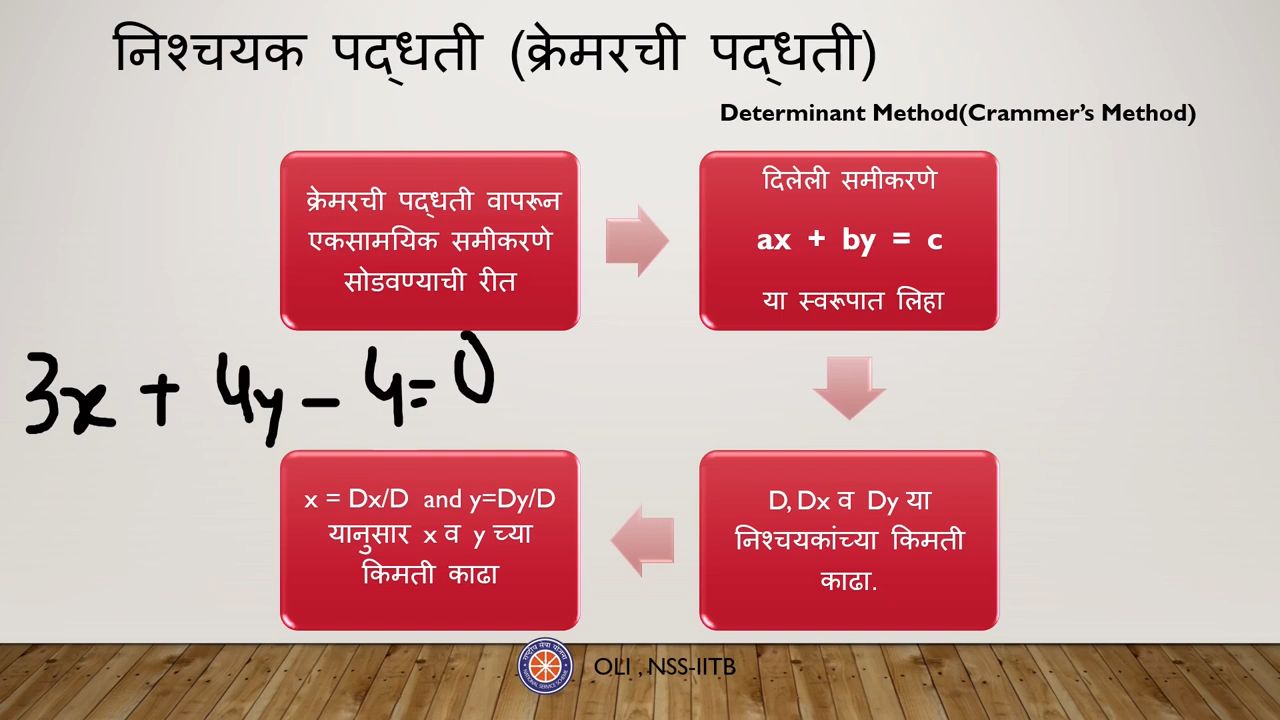 निश्चयक पद्धती (क्रेमरची पद्धती)
Determinant Method(Crammer's Method)
क्रेमरची पद्धती वापरून
एकसामयिक समीकरणे
सोडवण्याची रीत
दिलेली समीकरणे
ax + by = c
या स्वरूपात लिहा
3x + 4y - 4 = 0
D, Dx व Dy या
निश्चयकांच्या किमती
काढा.
x = Dx/D and y=Dy/D
यानुसार x व y च्या
किमती काढा
OLI , NSS-IITB